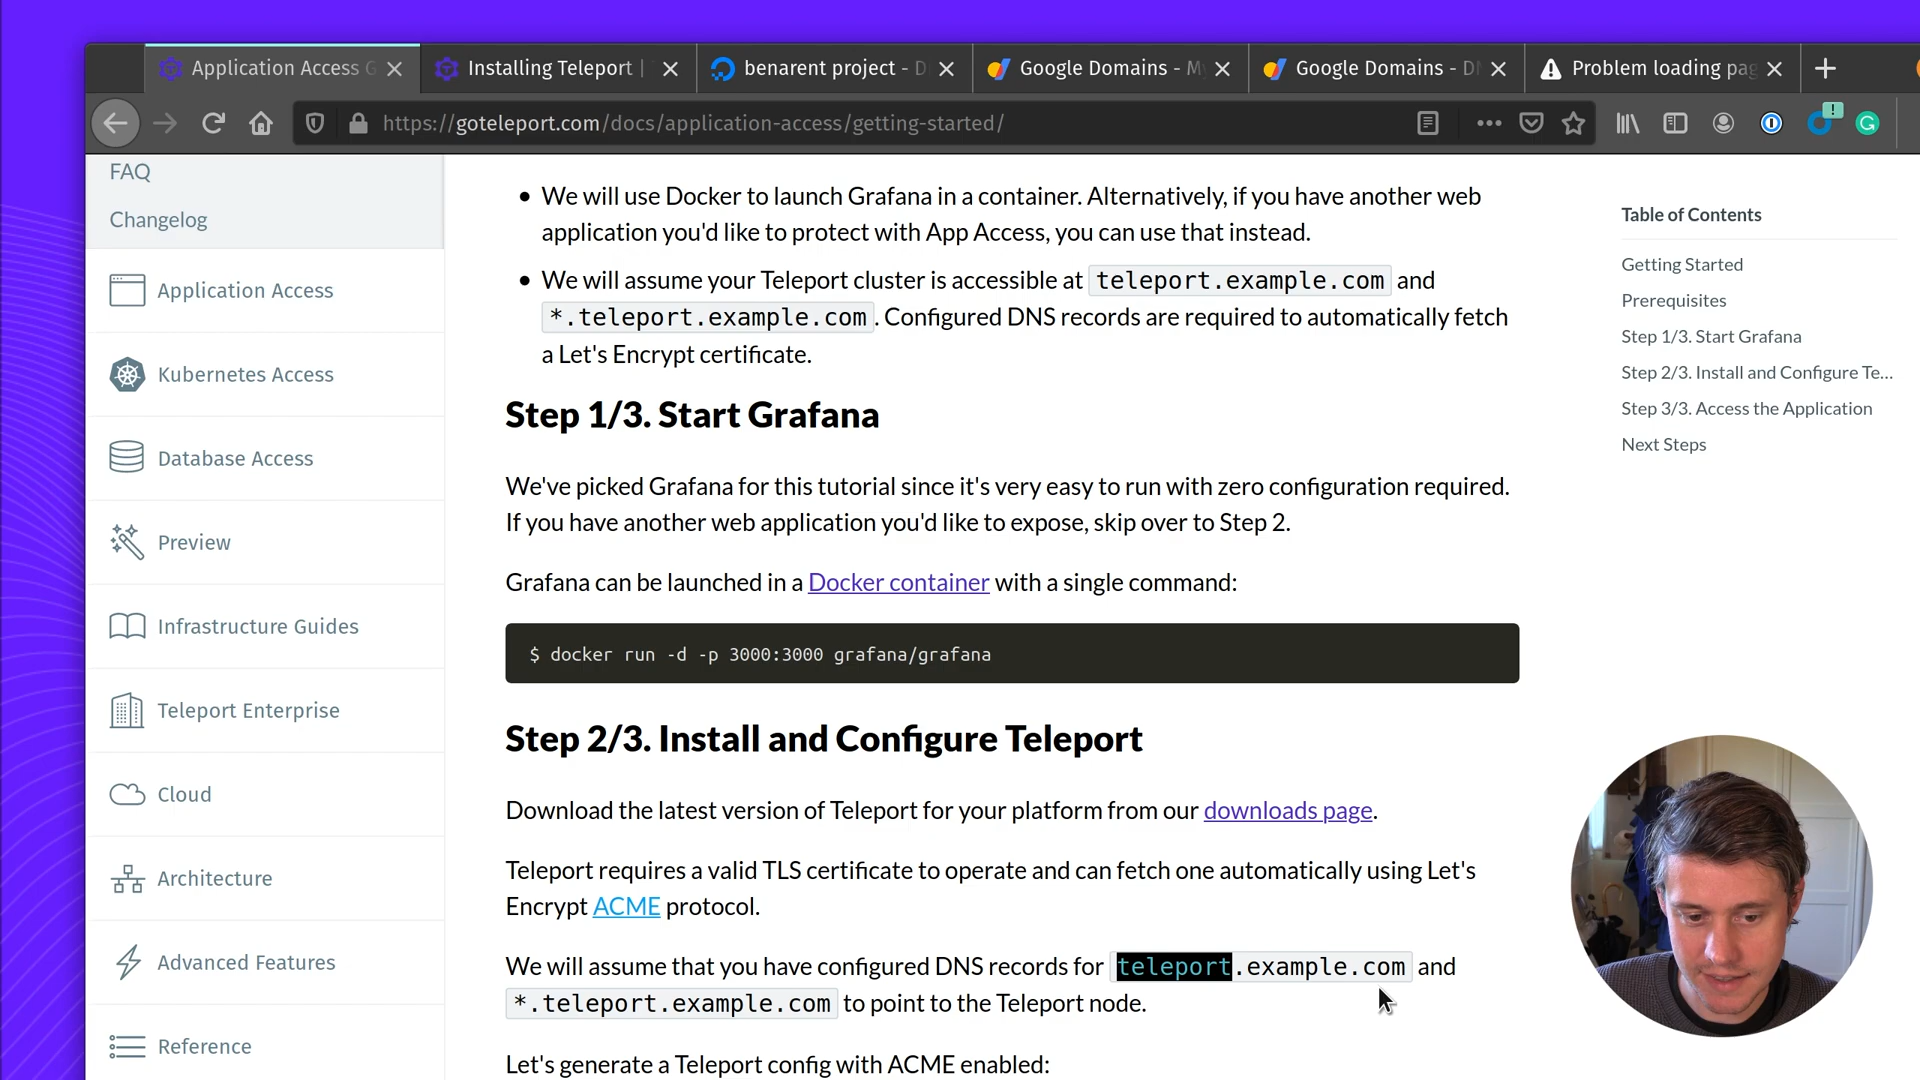 Application Access G
Installing Teleport |
benarent project - D
Google Domains - My
Google Domains - DN
Problem loading pag
https://goteleport.com/docs/application-access/getting-started/
FAQ
Changelog
Application Access
Kubernetes Access
Database Access
Preview
Infrastructure Guides
Teleport Enterprise
Cloud
Architecture
Advanced Features
Reference
We will use Docker to launch Grafana in a container. Alternatively, if you have another web
application you'd like to protect with App Access, you can use that instead.
We will assume your Teleport cluster is accessible at teleport.example.com and
*.teleport.example.com. Configured DNS records are required to automatically fetch
a Let's Encrypt certificate.
Step 1/3. Start Grafana
We've picked Grafana for this tutorial since it's very easy to run with zero configuration required.
If you have another web application you'd like to expose, skip over to Step 2.
Grafana can be launched in a Docker container with a single command:
$ docker run -d -p 3000:3000 grafana/grafana
Step 2/3. Install and Configure Teleport
Download the latest version of Teleport for your platform from our downloads page.
Teleport requires a valid TLS certificate to operate and can fetch one automatically using Let's
Encrypt ACME protocol.
We will assume that you have configured DNS records for teleport.example.com and
*.teleport.example.com to point to the Teleport node.
Let's generate a Teleport config with ACME enabled:
Table of Contents
Getting Started
Prerequisites
Step 1/3. Start Grafana
Step 2/3. Install and Configure Te...
Step 3/3. Access the Application
Next Steps